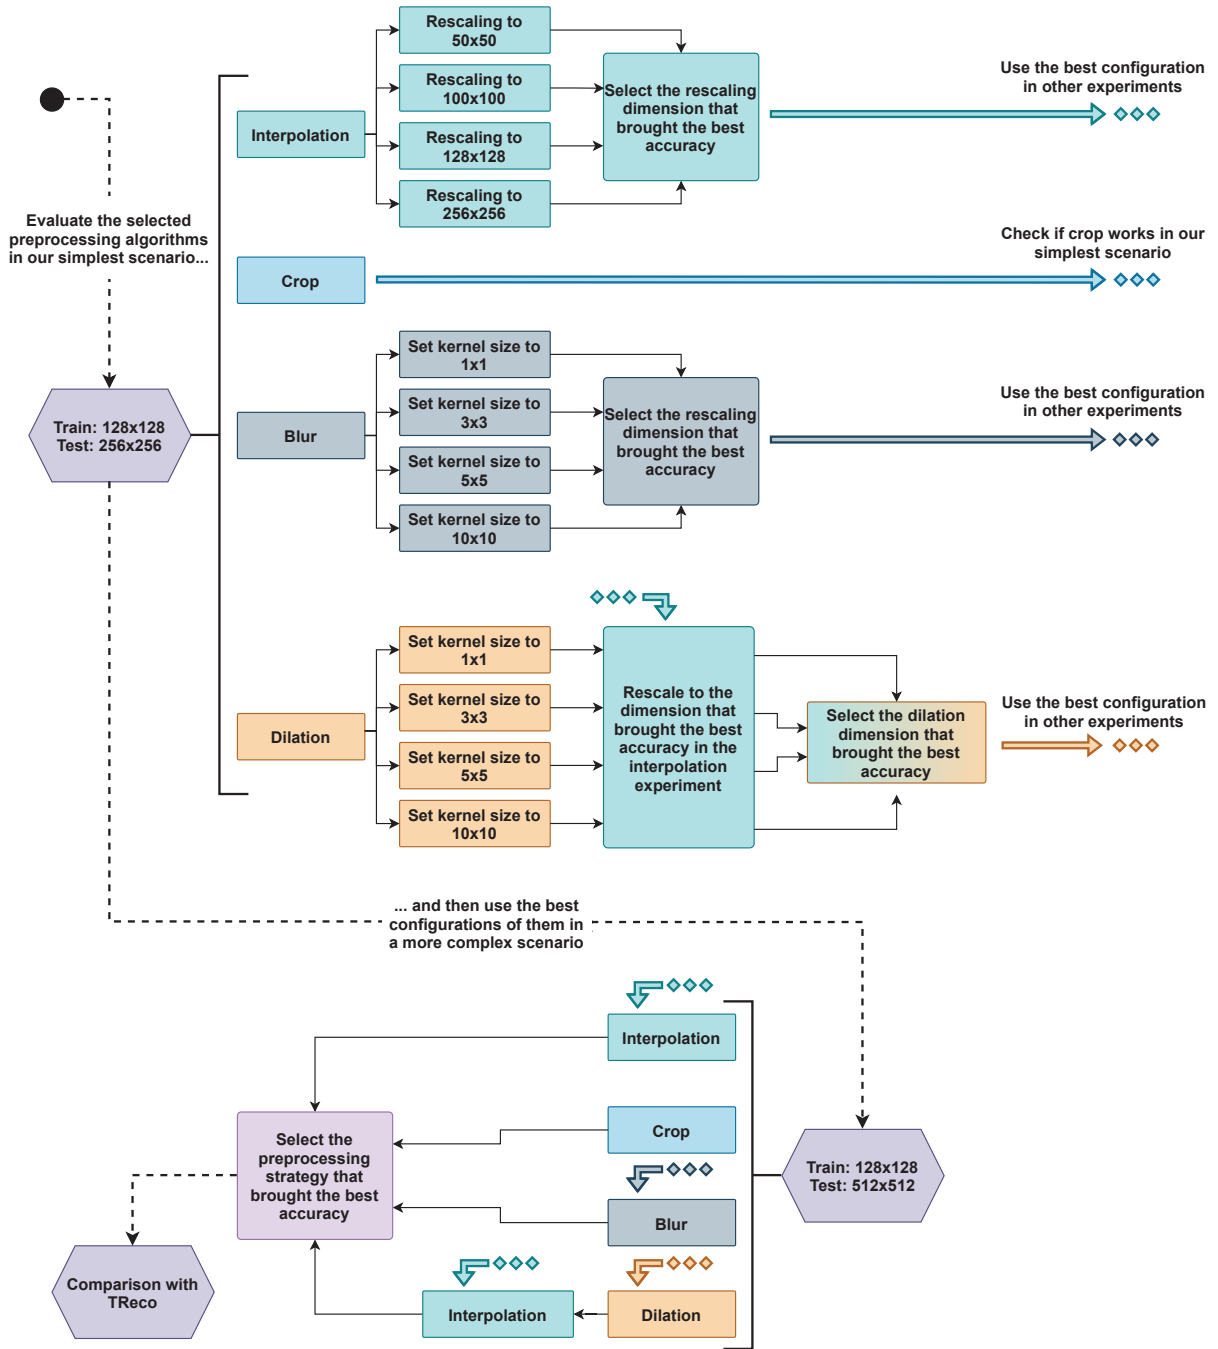 Rescaling to
50x50
Rescaling to
100x100
Rescaling to
128x128
Rescaling to
256x256
Interpolation
Select the rescaling
dimension that
brought the best
accuracy
Use the best configuration
in other experiments
Evaluate the selected
preprocessing algorithms
in our simplest scenario...
Crop
Check if crop works in our
simplest scenario
Train: 128x128
Test: 256x256
Blur
Set kernel size to
1x1
Set kernel size to
3x3
Set kernel size to
5x5
Set kernel size to
10x10
Select the rescaling
dimension that
brought the best
accuracy
Use the best configuration
in other experiments
Dilation
Set kernel size to
1x1
Set kernel size to
3x3
Set kernel size to
5x5
Set kernel size to
10x10
Rescale to the
dimension that
brought the best
accuracy in the
interpolation
experiment
Select the dilation
dimension that
brought the best
accuracy
Use the best configuration
in other experiments
... and then use the best
configurations of them in
a more complex scenario
Interpolation
Crop
Blur
Dilation
Interpolation
Train: 128x128
Test: 512x512
Select the
preprocessing
strategy that
brought the best
accuracy
Comparison with
TReco